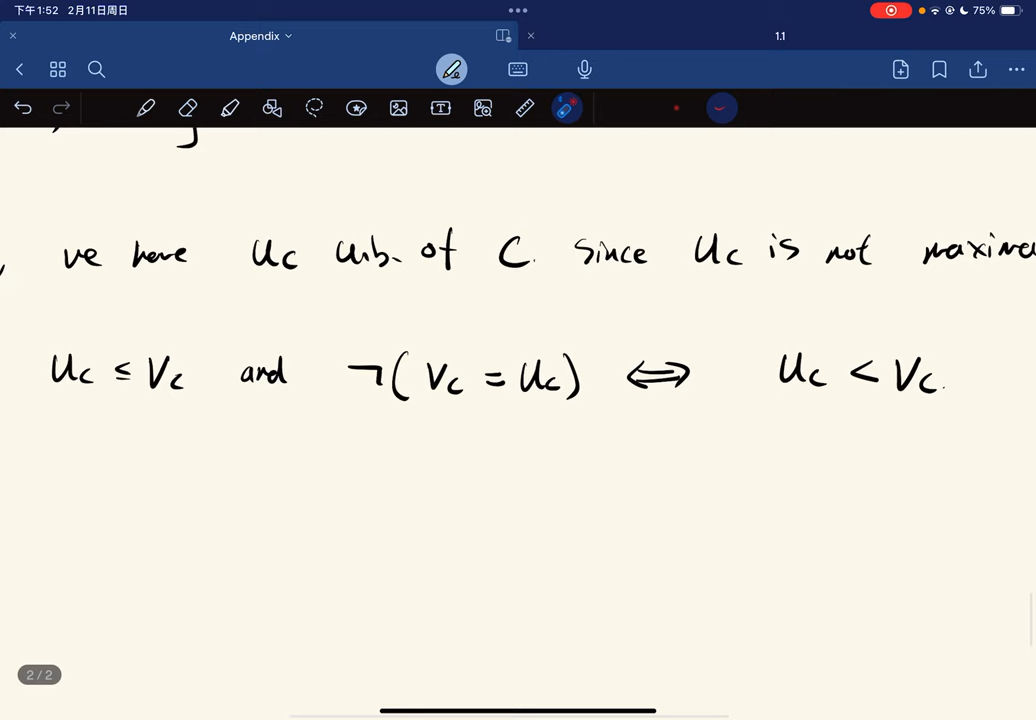 下午1:52 2月11日周日
75%
Appendix
1.1
we have uc u.b. of C. since uc is not maxima
uc ≤ vc and ¬( vc = uc ) ⟺ uc < vc.
2 / 2